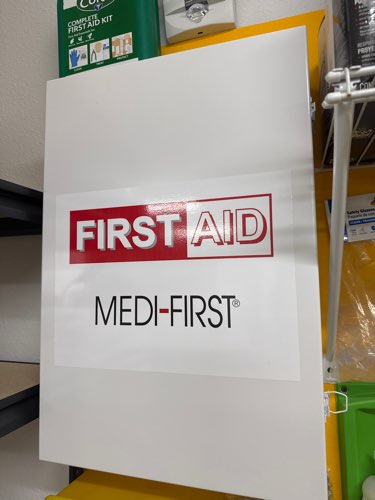 COMPLETE
FIRST AID KIT
FIRST AID
MEDI-FIRST®